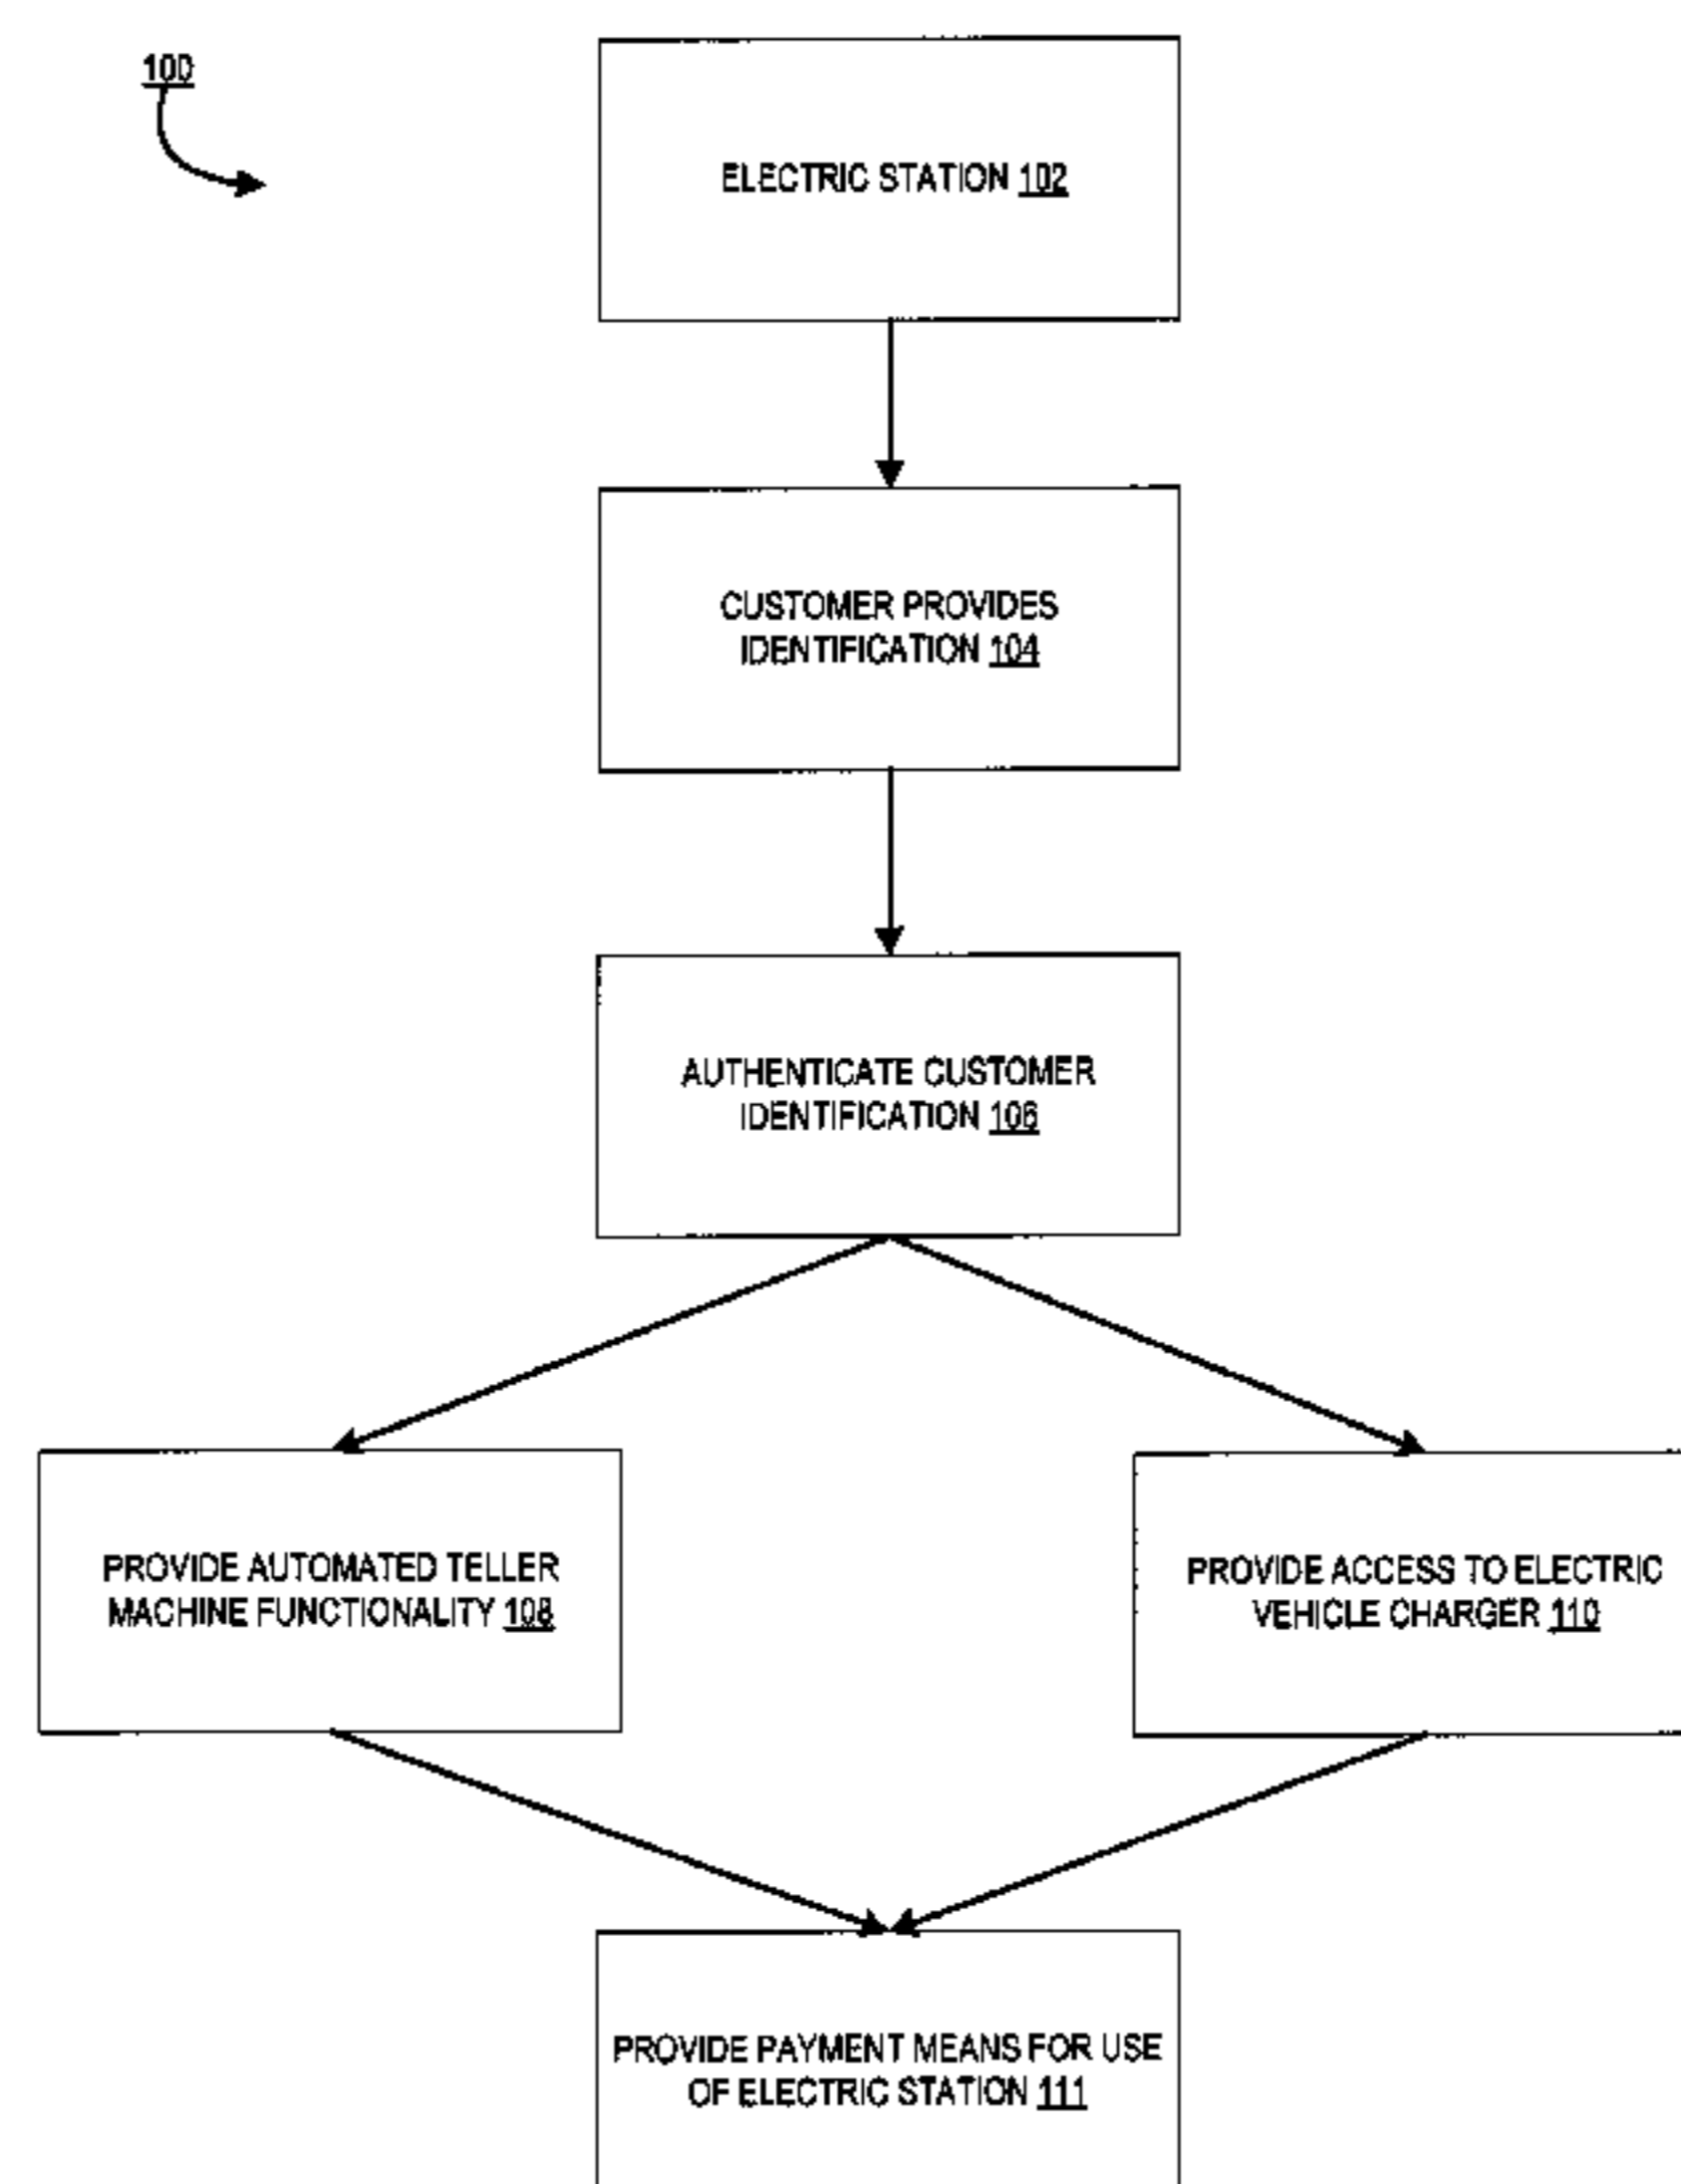 100
ELECTRIC STATION 102
CUSTOMER PROVIDES
IDENTIFICATION 104
AUTHENTICATE CUSTOMER
IDENTIFICATION 106
PROVIDE AUTOMATED TELLER
MACHINE FUNCTIONALITY 108
PROVIDE ACCESS TO ELECTRIC
VEHICLE CHARGER 110
PROVIDE PAYMENT MEANS FOR USE
OF ELECTRIC STATION 111